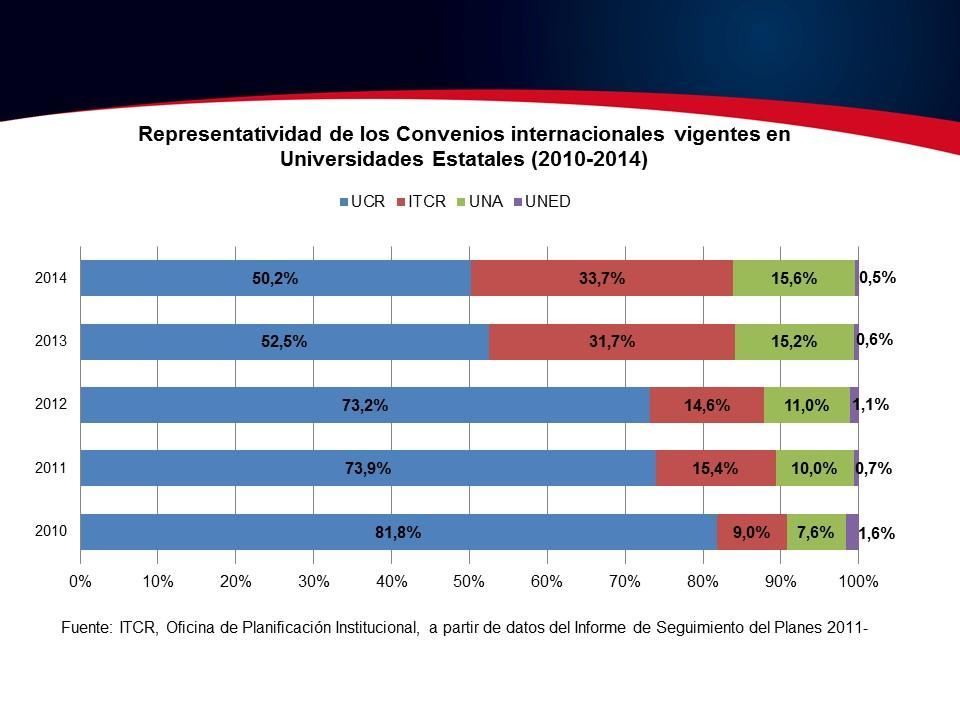 Representatividad de los Convenios internacionales vigentes en
Universidades Estatales (2010-2014)
UCR ITCR UNA UNED
2014 50,2% 33,7% 15,6% 0,5%
2013 52,5% 31,7% 15,2% 0,6%
2012 73,2% 14,6% 11,0% 1,1%
2011 73,9% 15,4% 10,0% 0,7%
2010 81,8% 9,0% 7,6% 1,6%
0% 10% 20% 30% 40% 50% 60% 70% 80% 90% 100%
Fuente: ITCR, Oficina de Planificación Institucional, a partir de datos del Informe de Seguimiento del Planes 2011-